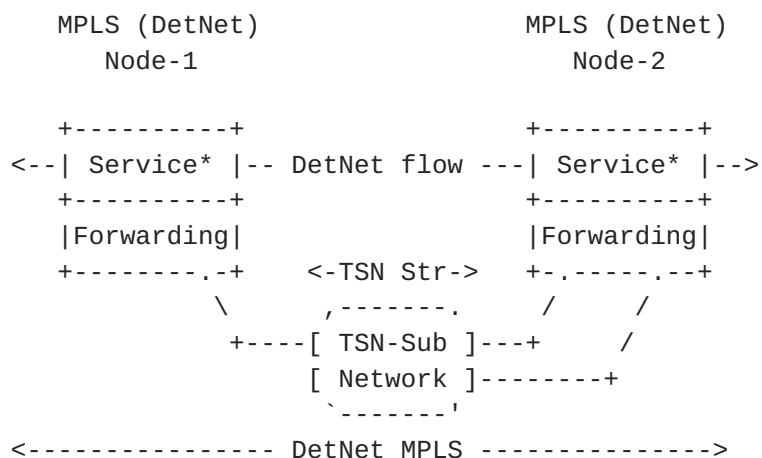 MPLS (DetNet)              MPLS (DetNet)
      Node-1                     Node-2

   +----------+               +----------+
<--| Service* |-- DetNet flow ---| Service* |-->
   +----------+               +----------+
   |Forwarding|               |Forwarding|
   +--------.-+    <-TSN Str->   +-.-----.--+
             \      ,-------.     /     /
              +----[ TSN-Sub ]---+     /
                   [ Network ]--------+
                    `-------'
<---------------- DetNet MPLS --------------->